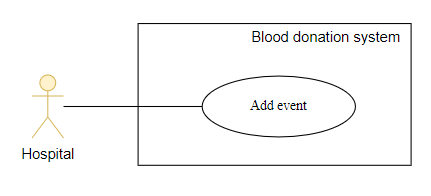 Blood donation system
Add event
Hospital